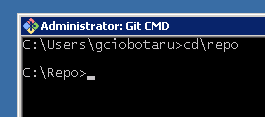 Administrator: Git CMD
C:\Users\gciobotaru>cd\repo
C:\Repo>_